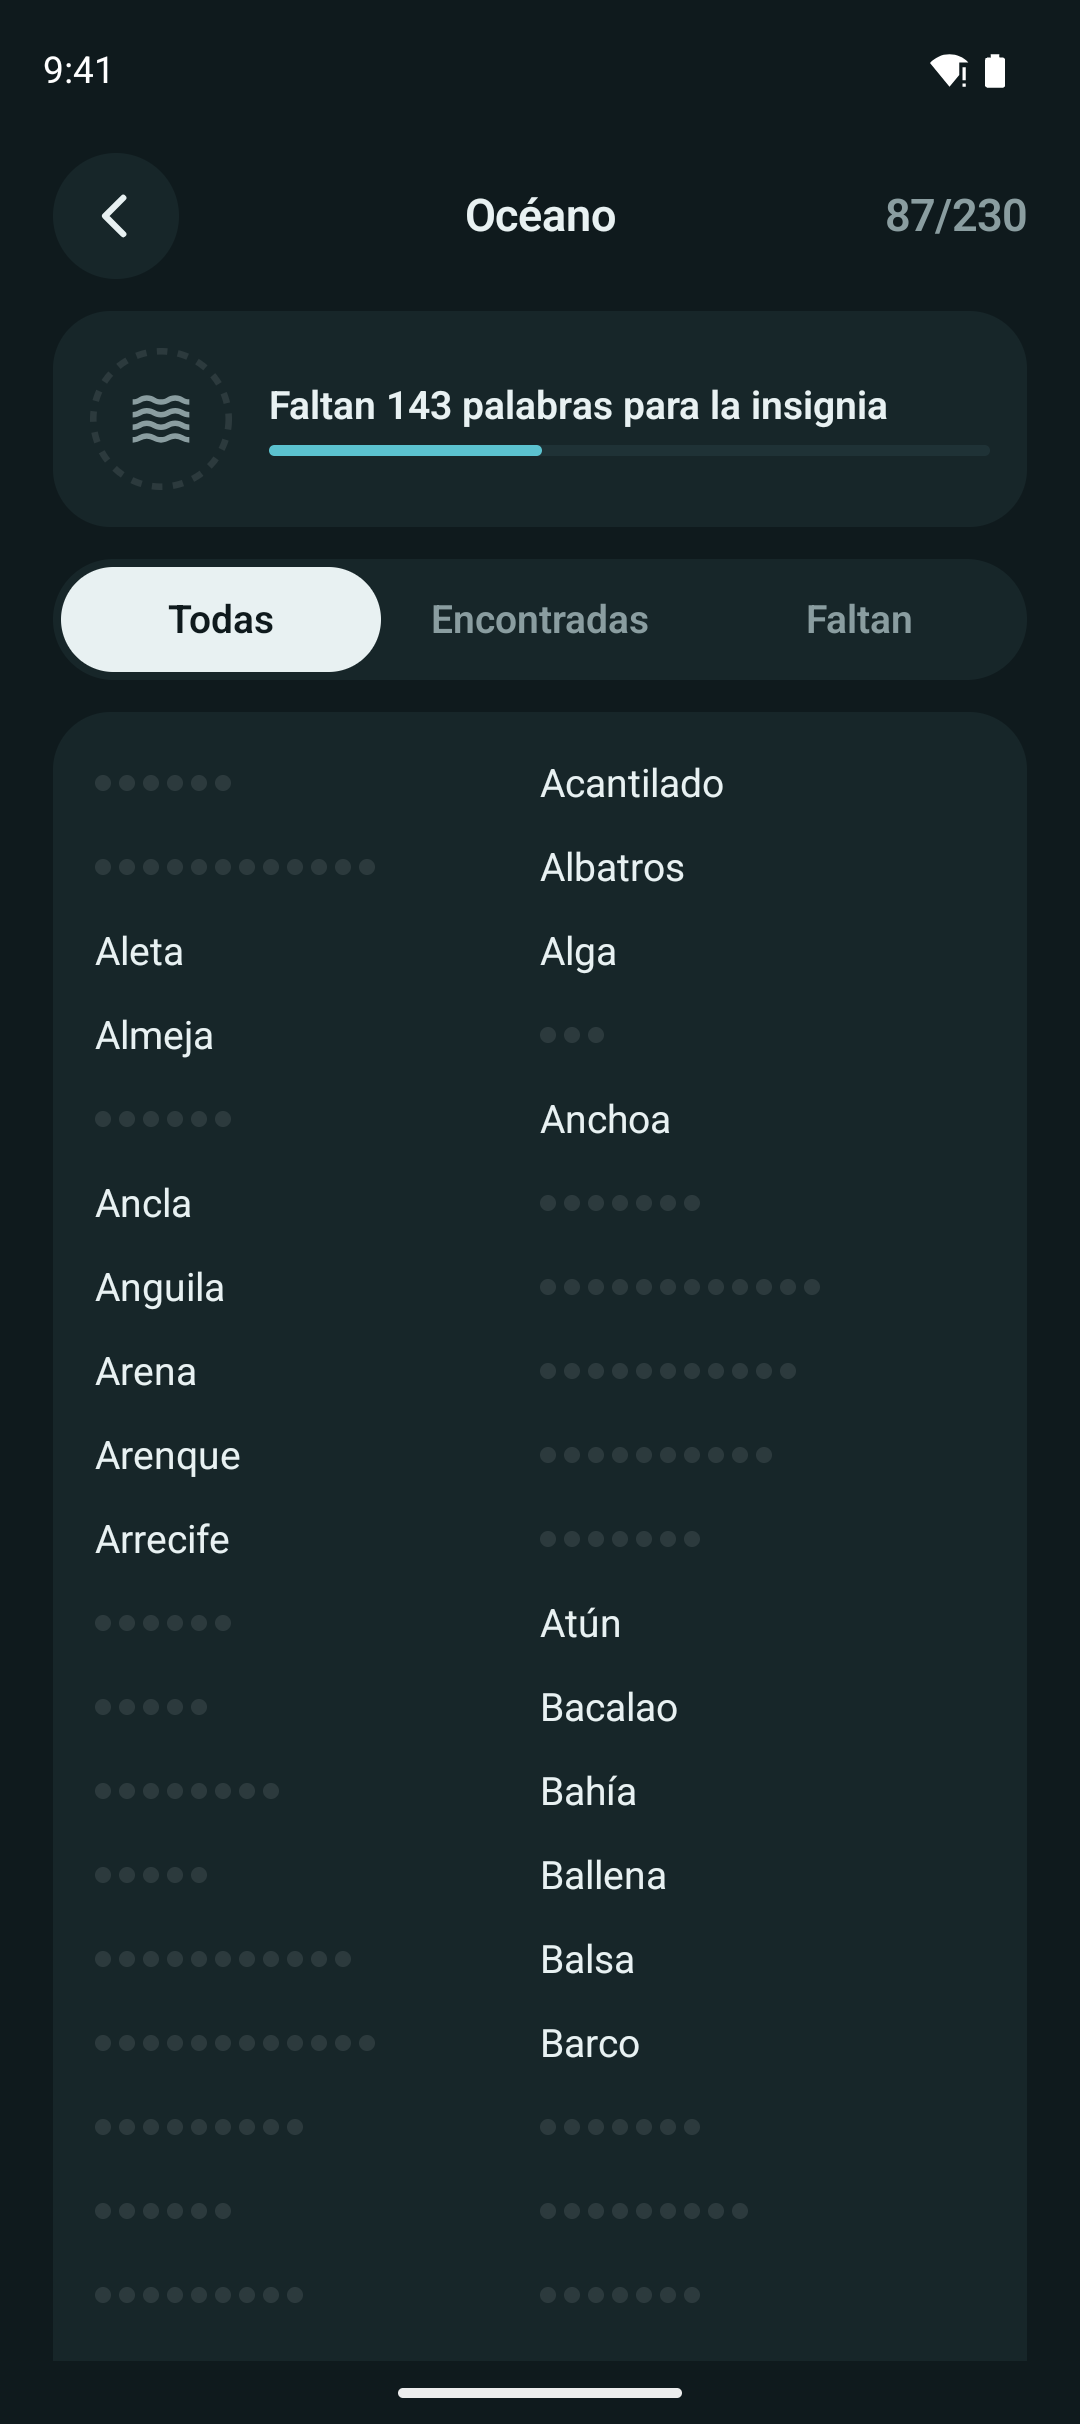 9:41
Océano
87/230
Faltan 143 palabras para la insignia
Todas
Encontradas
Faltan
Acantilado
Albatros
Aleta
Alga
Almeja
Anchoa
Ancla
Anguila
Arena
Arenque
Arrecife
Atún
Bacalao
Bahía
Ballena
Balsa
Barco